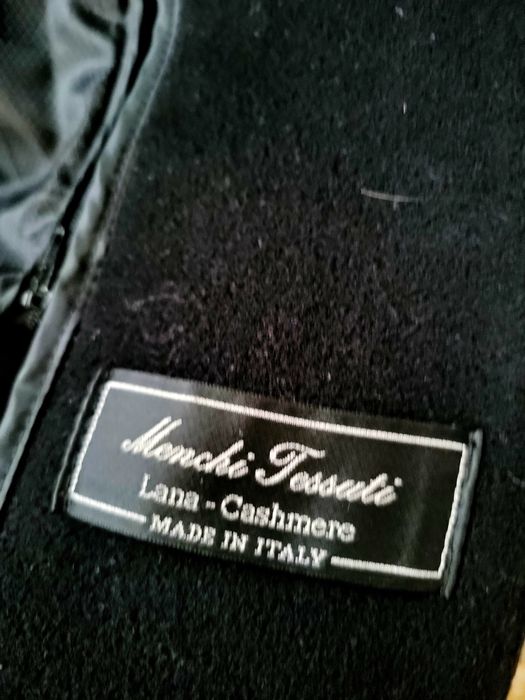 Menchi Tessuti
Lana - Cashmere
MADE IN ITALY